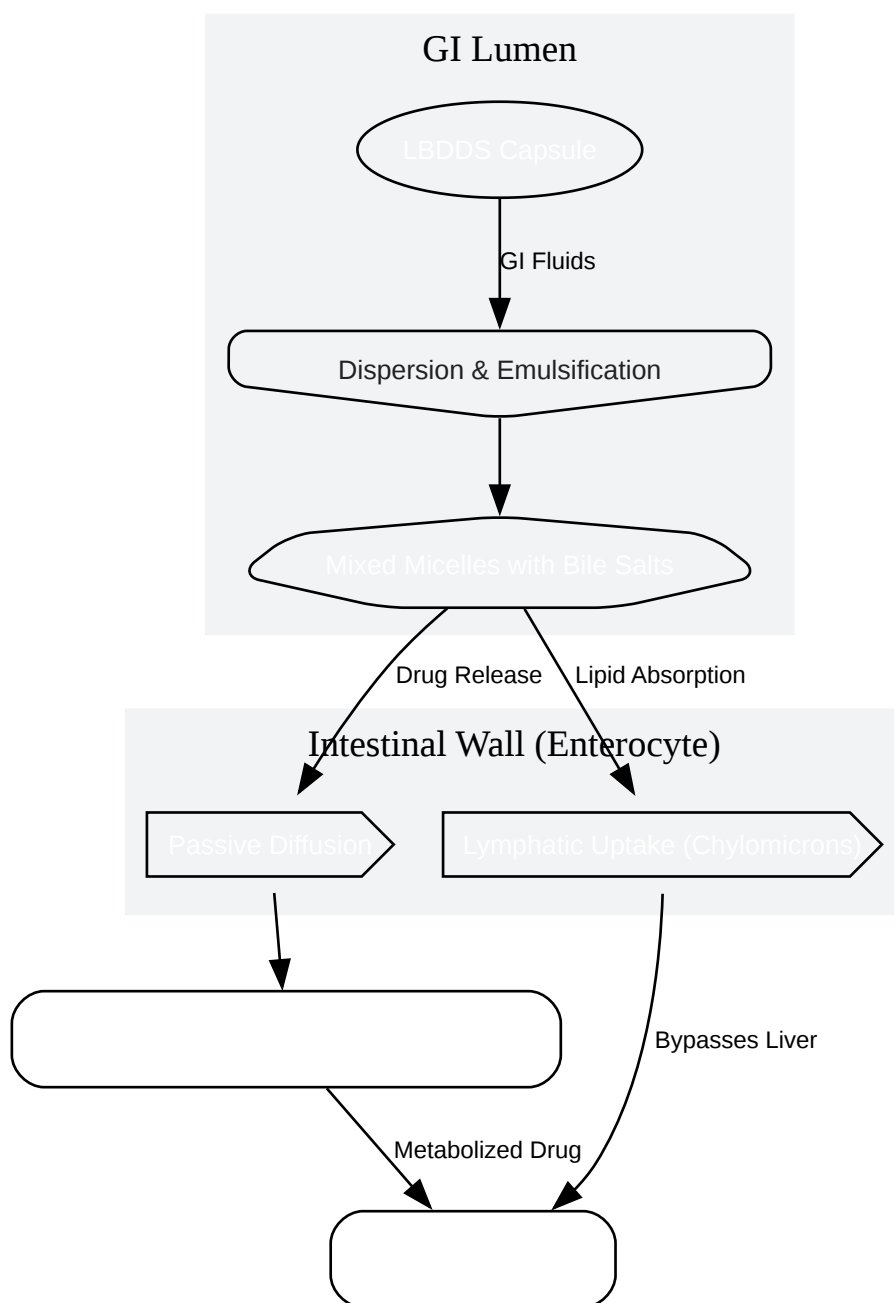 GI Lumen
LBDDS Capsule
GI Fluids
Dispersion & Emulsification
Mixed Micelles with Bile Salts
Drug Release
Lipid Absorption
Intestinal Wall (Enterocyte)
Passive Diffusion
Lymphatic Uptake (Chylomicrons)
Bypasses Liver
Metabolized Drug